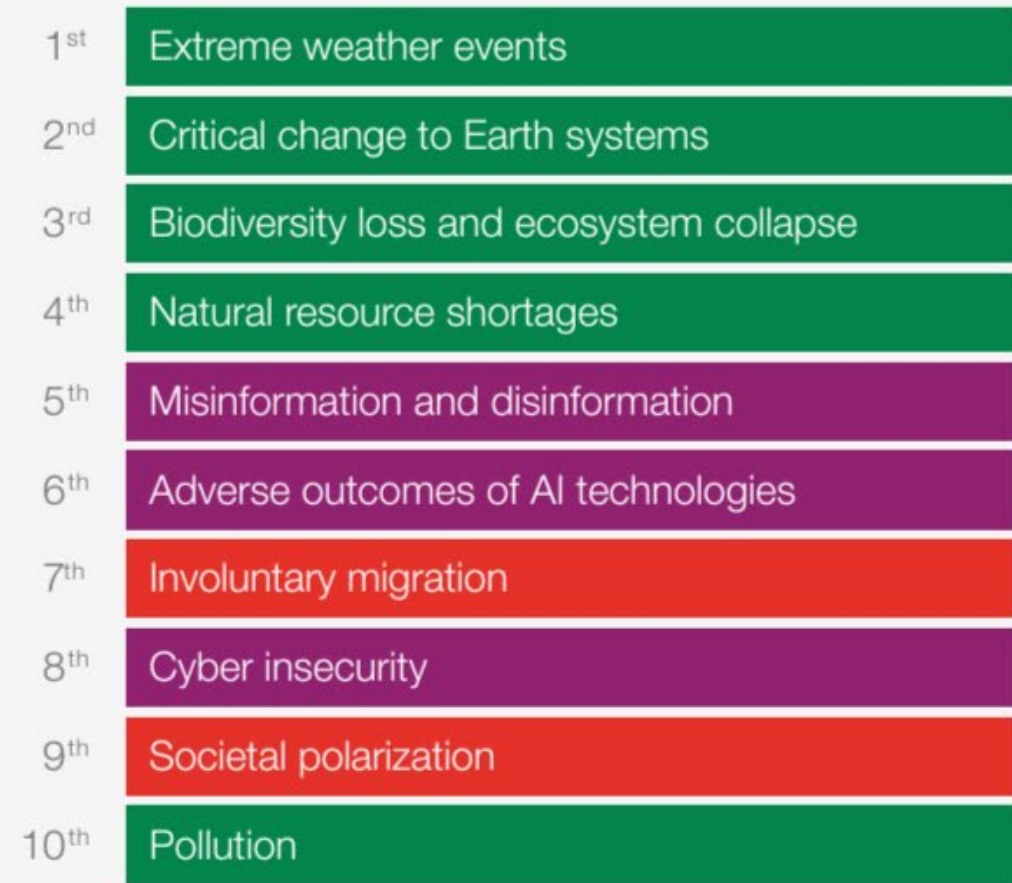 1st Extreme weather events
2nd Critical change to Earth systems
3rd Biodiversity loss and ecosystem collapse
4th Natural resource shortages
5th Misinformation and disinformation
6th Adverse outcomes of AI technologies
7th Involuntary migration
8th Cyber insecurity
9th Societal polarization
10th Pollution